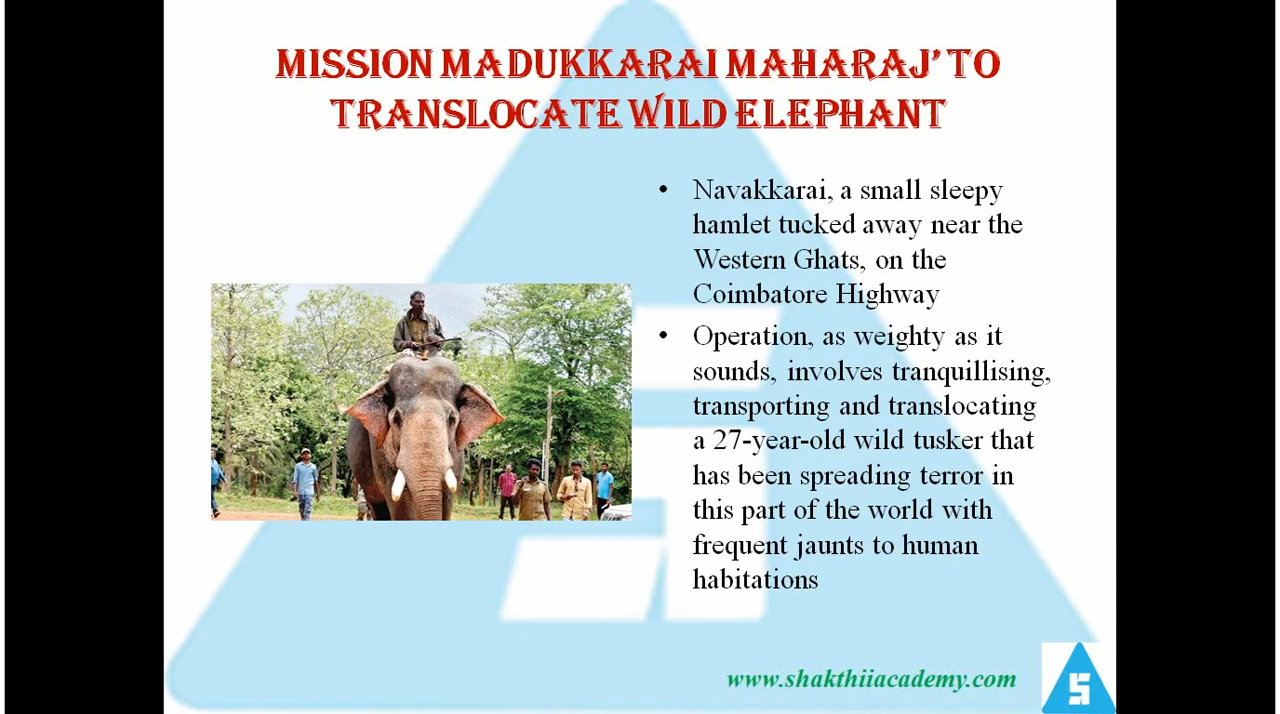 MISSION MADUKKARAI MAHARAJ’ TO
TRANSLOCATE WILD ELEPHANT
• Navakkarai, a small sleepy
hamlet tucked away near the
Western Ghats, on the
Coimbatore Highway
• Operation, as weighty as it
sounds, involves tranquillising,
transporting and translocating
a 27-year-old wild tusker that
has been spreading terror in
this part of the world with
frequent jaunts to human
habitations
www.shakthiiacademy.com
S